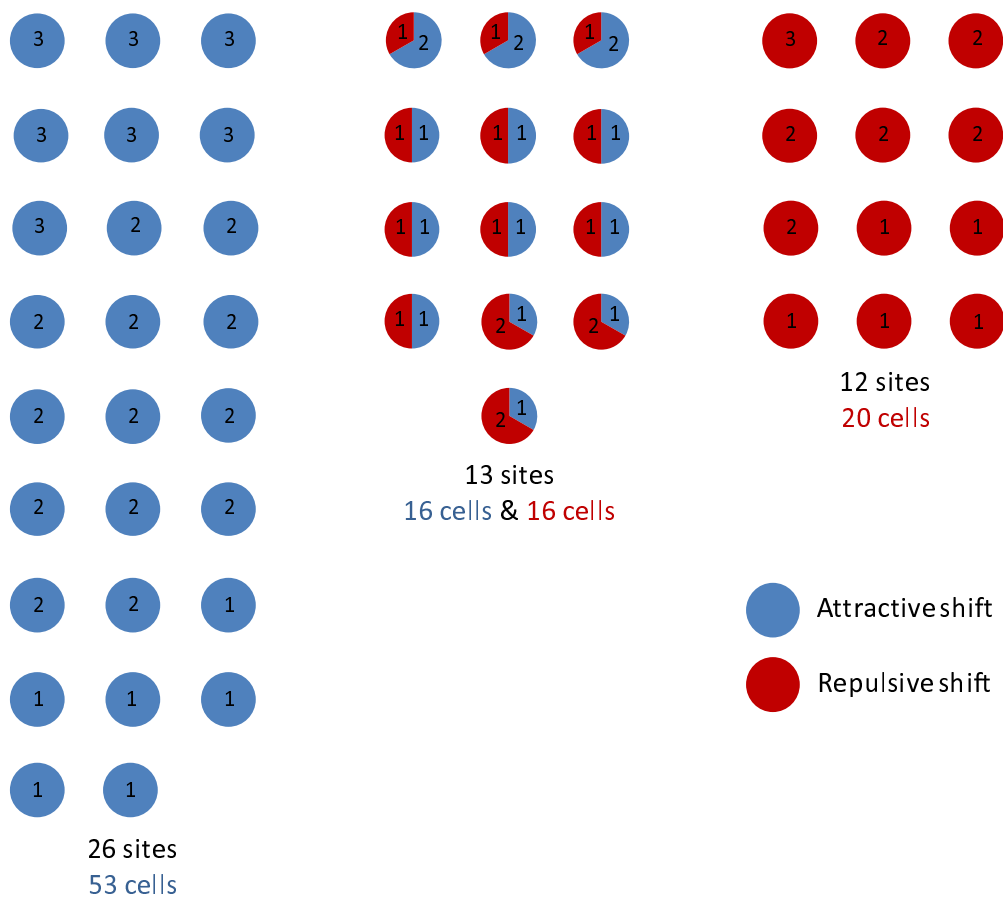 3 3 3
3 3 3
3 2 2
2 2 2
2 2 2
2 2 2
2 2 1
1 1 1
1 1
26 sites
53 cells
1 2 1 2 1 2
1 1 1 1 1 1
1 1 1 1 1 1
1 1 2 1 2 1
2 1
13 sites
16 cells & 16 cells
3 2 2
2 2 2
2 1 1
1 1 1
12 sites
20 cells
Attractive shift
Repulsive shift